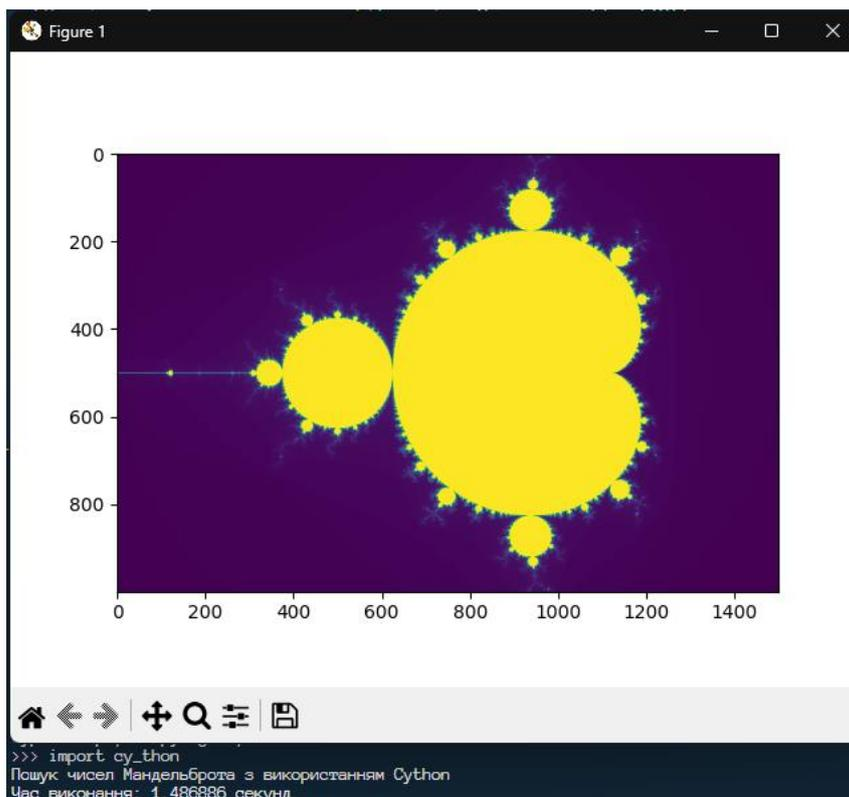 Figure 1
0
200
400
600
800
0 200 400 600 800 1000 1200 1400
>>> import cy_thon
Пошук чисел Мандельброта з використанням Cython
Час виконання: 1.486886 секунд